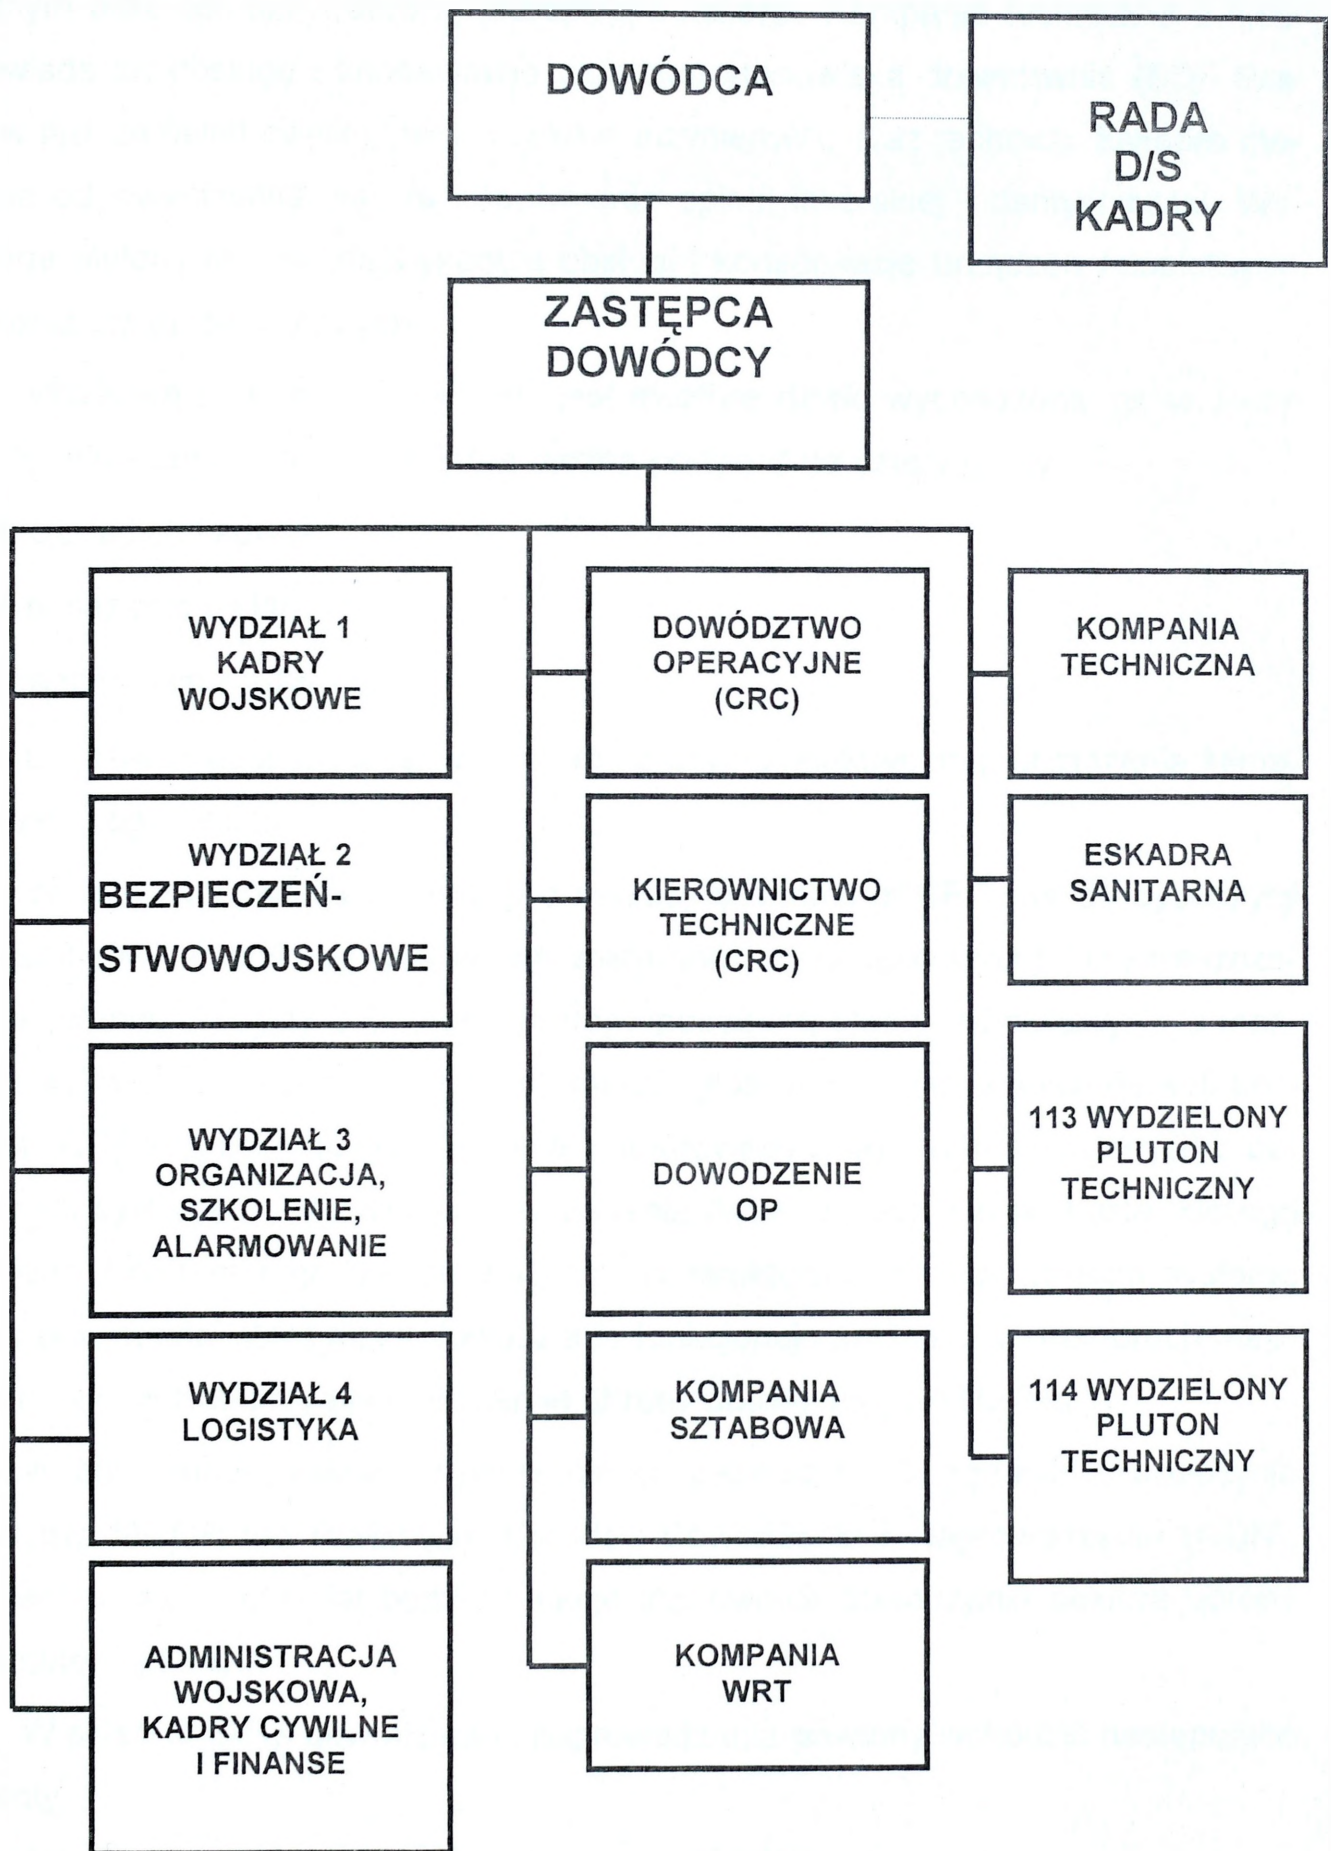 DOWÓDCA
RADA
D/S
KADRY
ZASTĘPCA
DOWÓDCY
WYDZIAŁ 1
KADRY
WOJSKOWE
WYDZIAŁ 2
BEZPIECZEŃ-
STWOWOJSKOWE
WYDZIAŁ 3
ORGANIZACJA,
SZKOLENIE,
ALARMOWANIE
WYDZIAŁ 4
LOGISTYKA
ADMINISTRACJA
WOJSKOWA,
KADRY CYWILNE
I FINANSE
DOWÓDZTWO
OPERACYJNE
(CRC)
KIEROWNICTWO
TECHNICZNE
(CRC)
DOWODZENIE
OP
KOMPANIA
SZTABOWA
KOMPANIA
WRT
KOMPANIA
TECHNICZNA
ESKADRA
SANITARNA
113 WYDZIELONY
PLUTON
TECHNICZNY
114 WYDZIELONY
PLUTON
TECHNICZNY